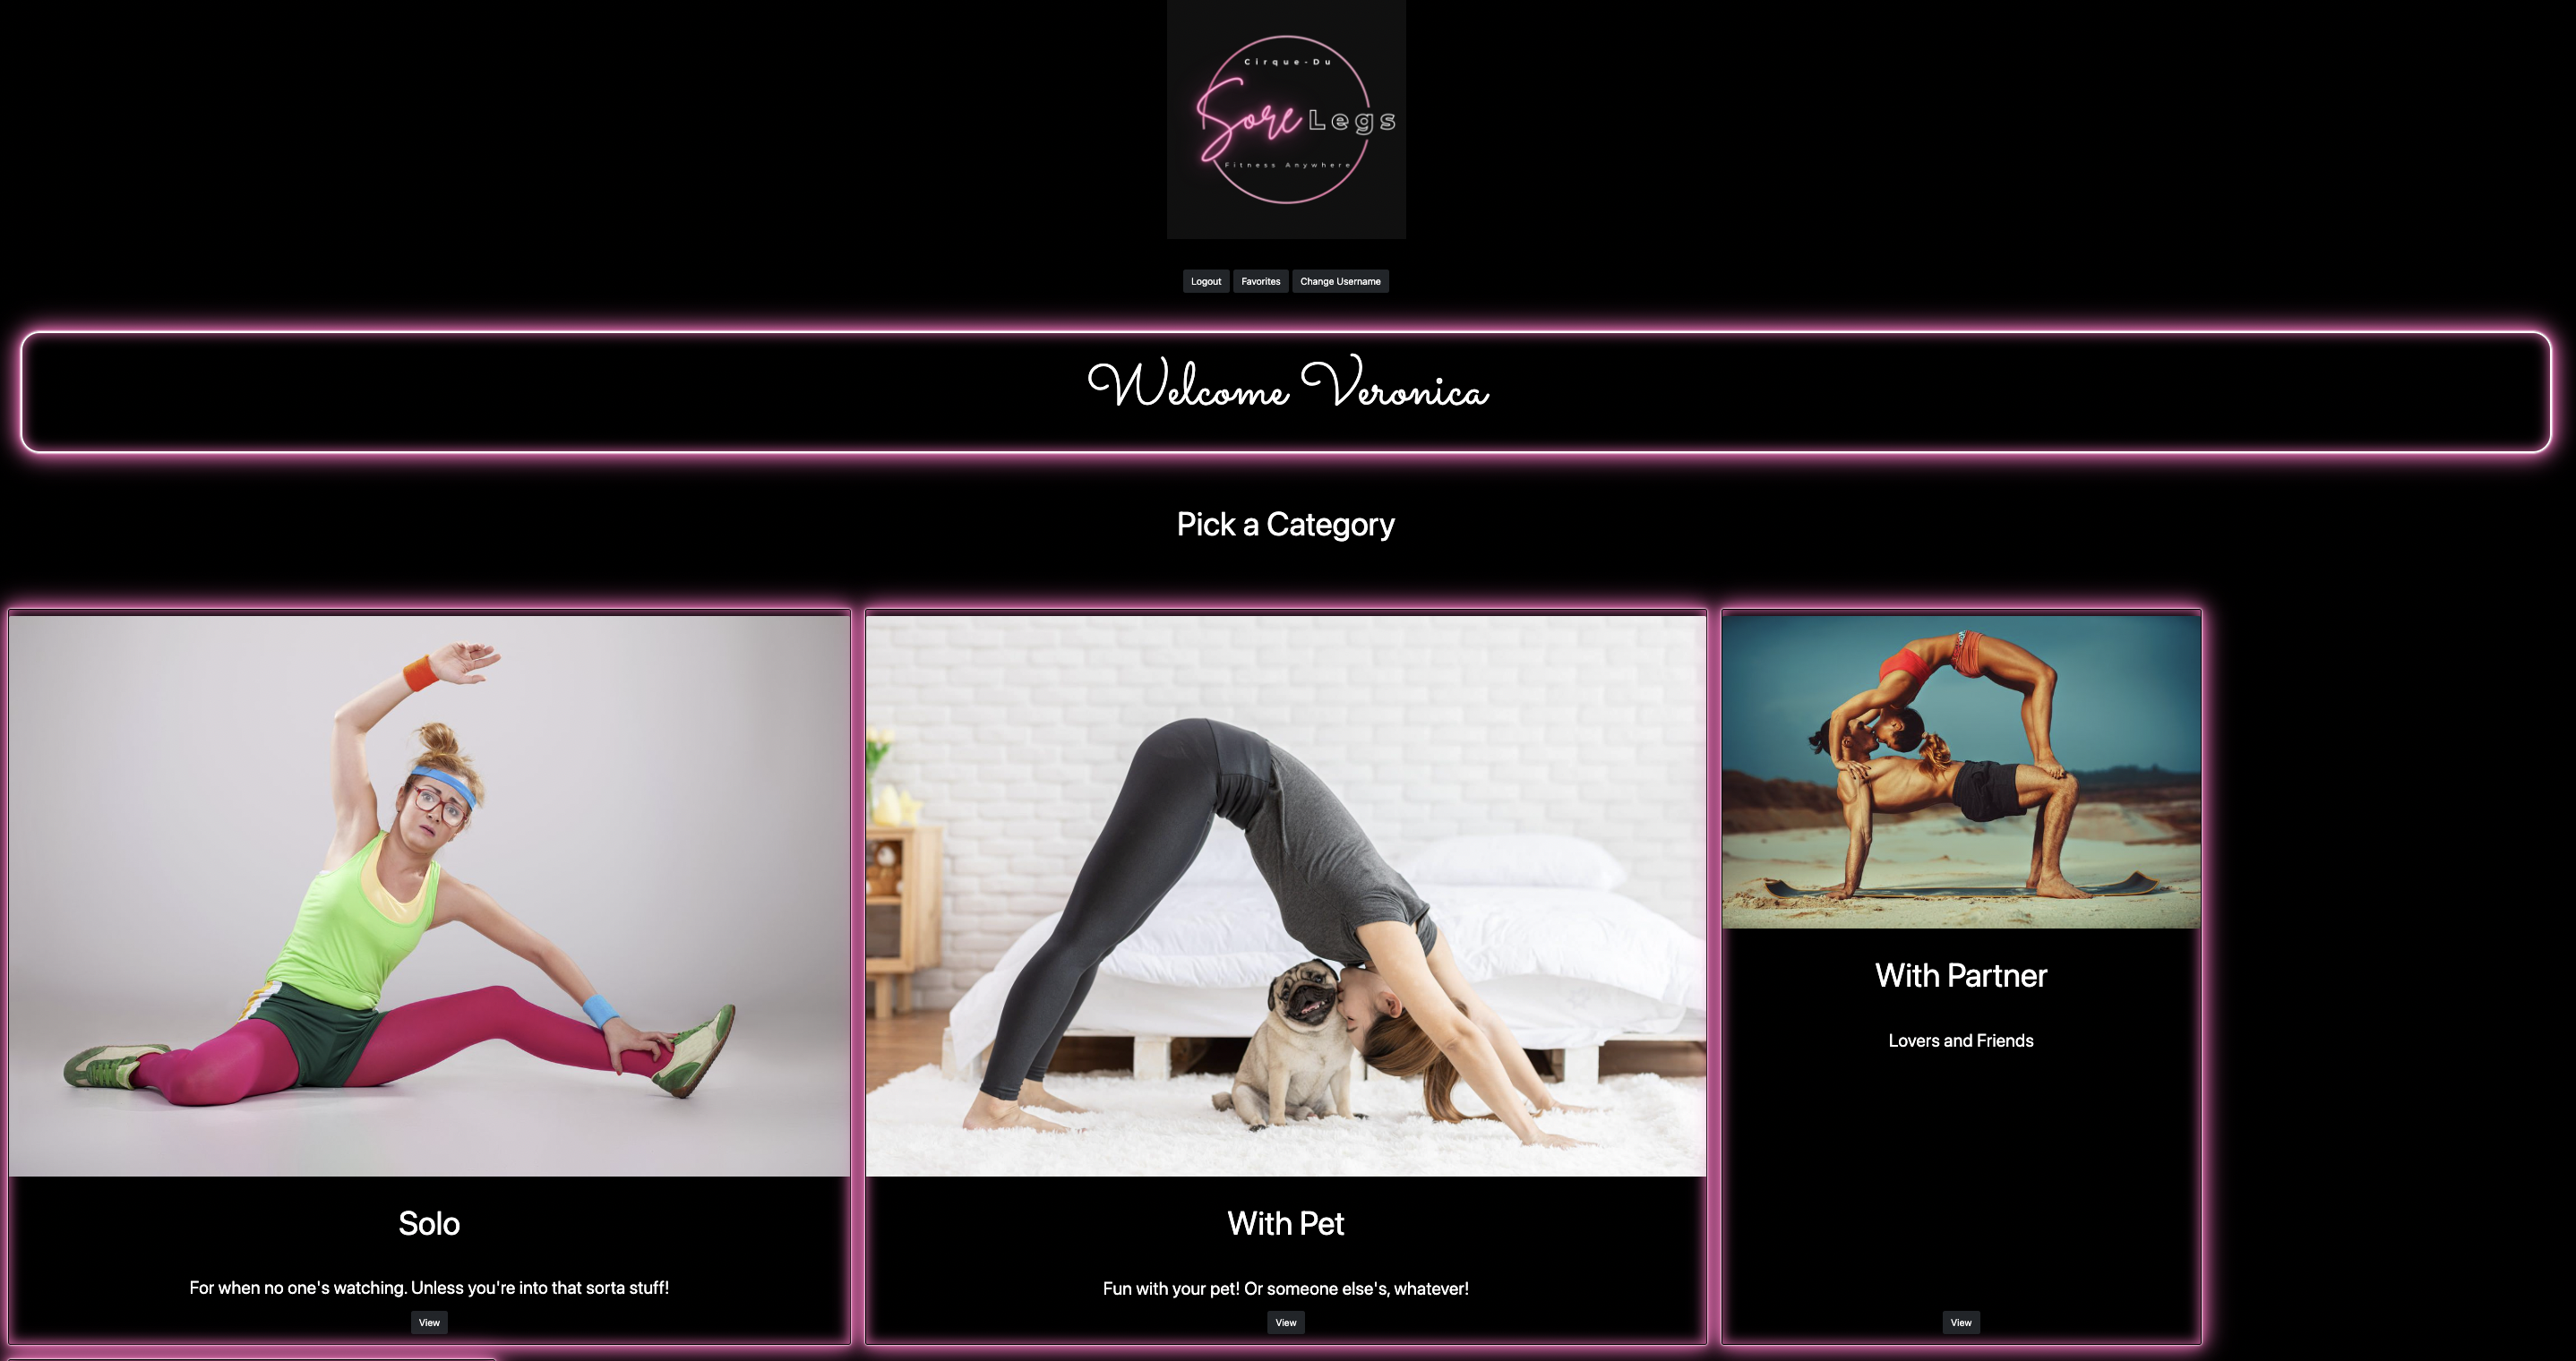 Cirque-Du
Sore Legs
Fitness Anywhere
Logout Favorites Change Username
Welcome Veronica
Pick a Category
Solo
For when no one's watching. Unless you're into that sorta stuff!
View
With Pet
Fun with your pet! Or someone else's, whatever!
View
With Partner
Lovers and Friends
View